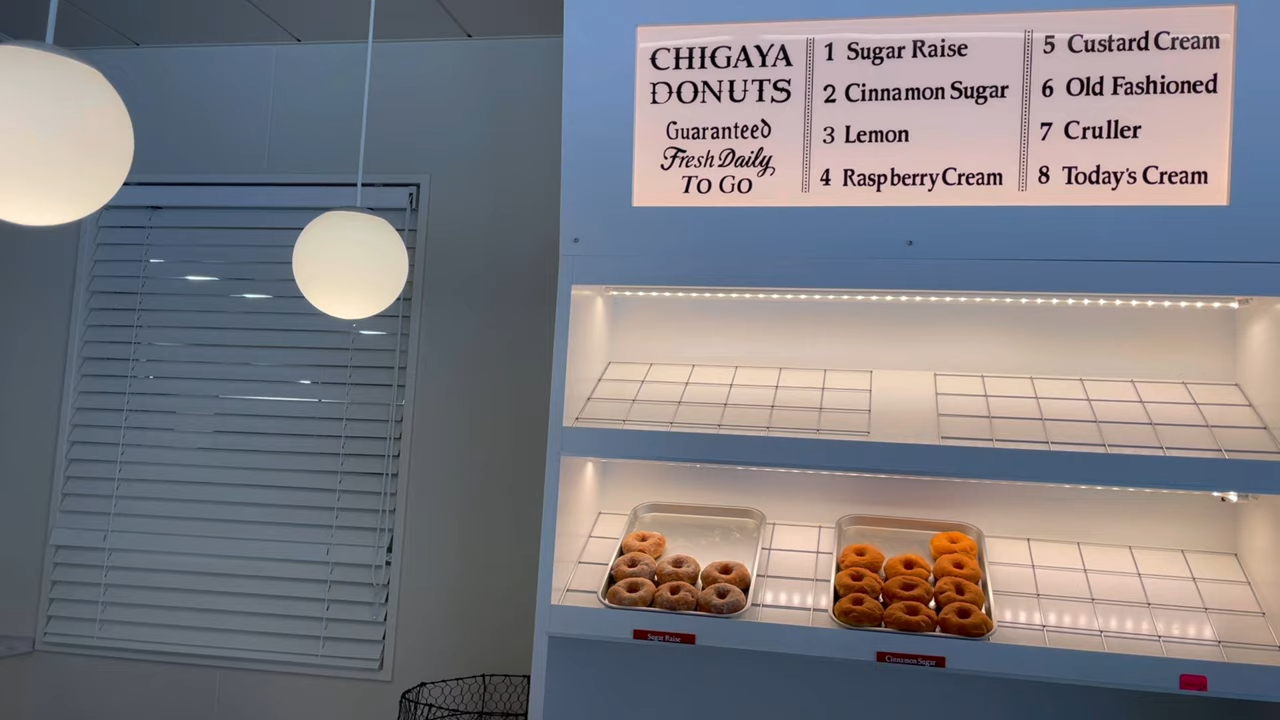 CHIGAYA
DONUTS
Guaranteed
Fresh Daily
To Go
1 Sugar Raise
2 Cinnamon Sugar
3 Lemon
4 Raspberry Cream
5 Custard Cream
6 Old Fashioned
7 Cruller
8 Today's Cream
Sugar Raise
Cinnamon Sugar